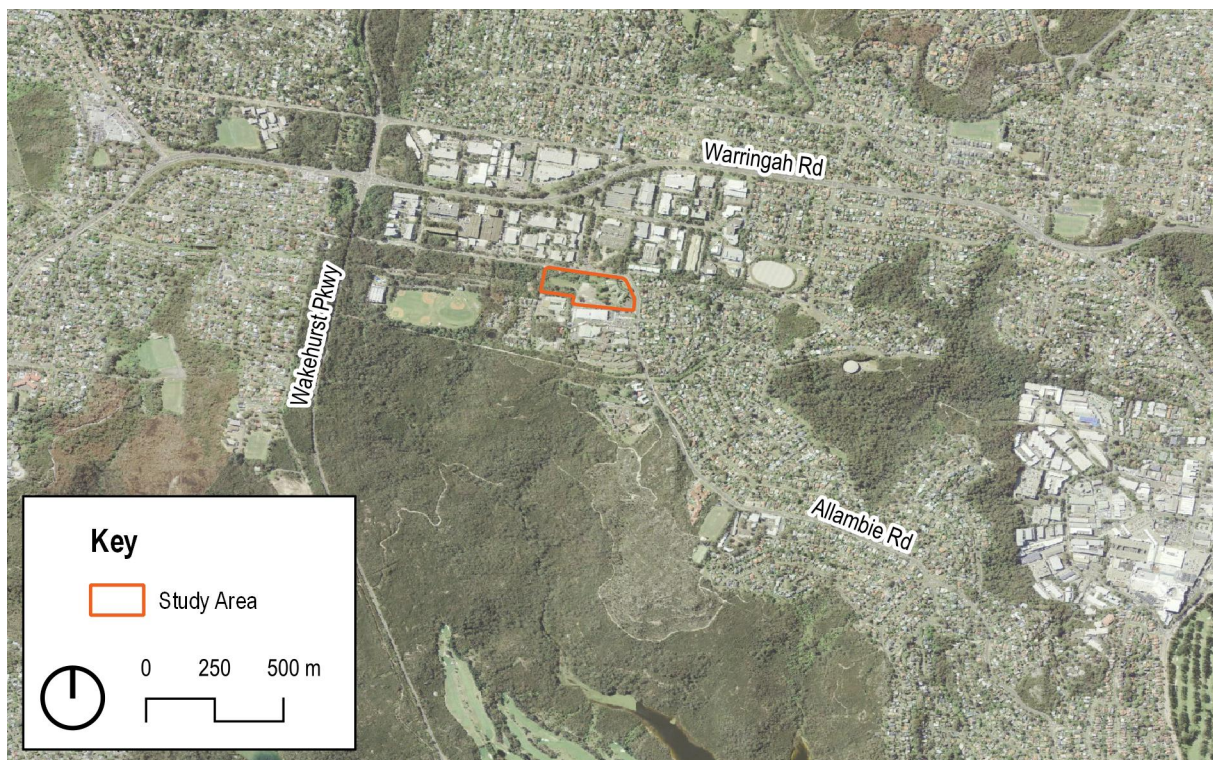 Warringah Rd
Wakehurst Pkwy
Allambie Rd
Key
Study Area
0 250 500 m